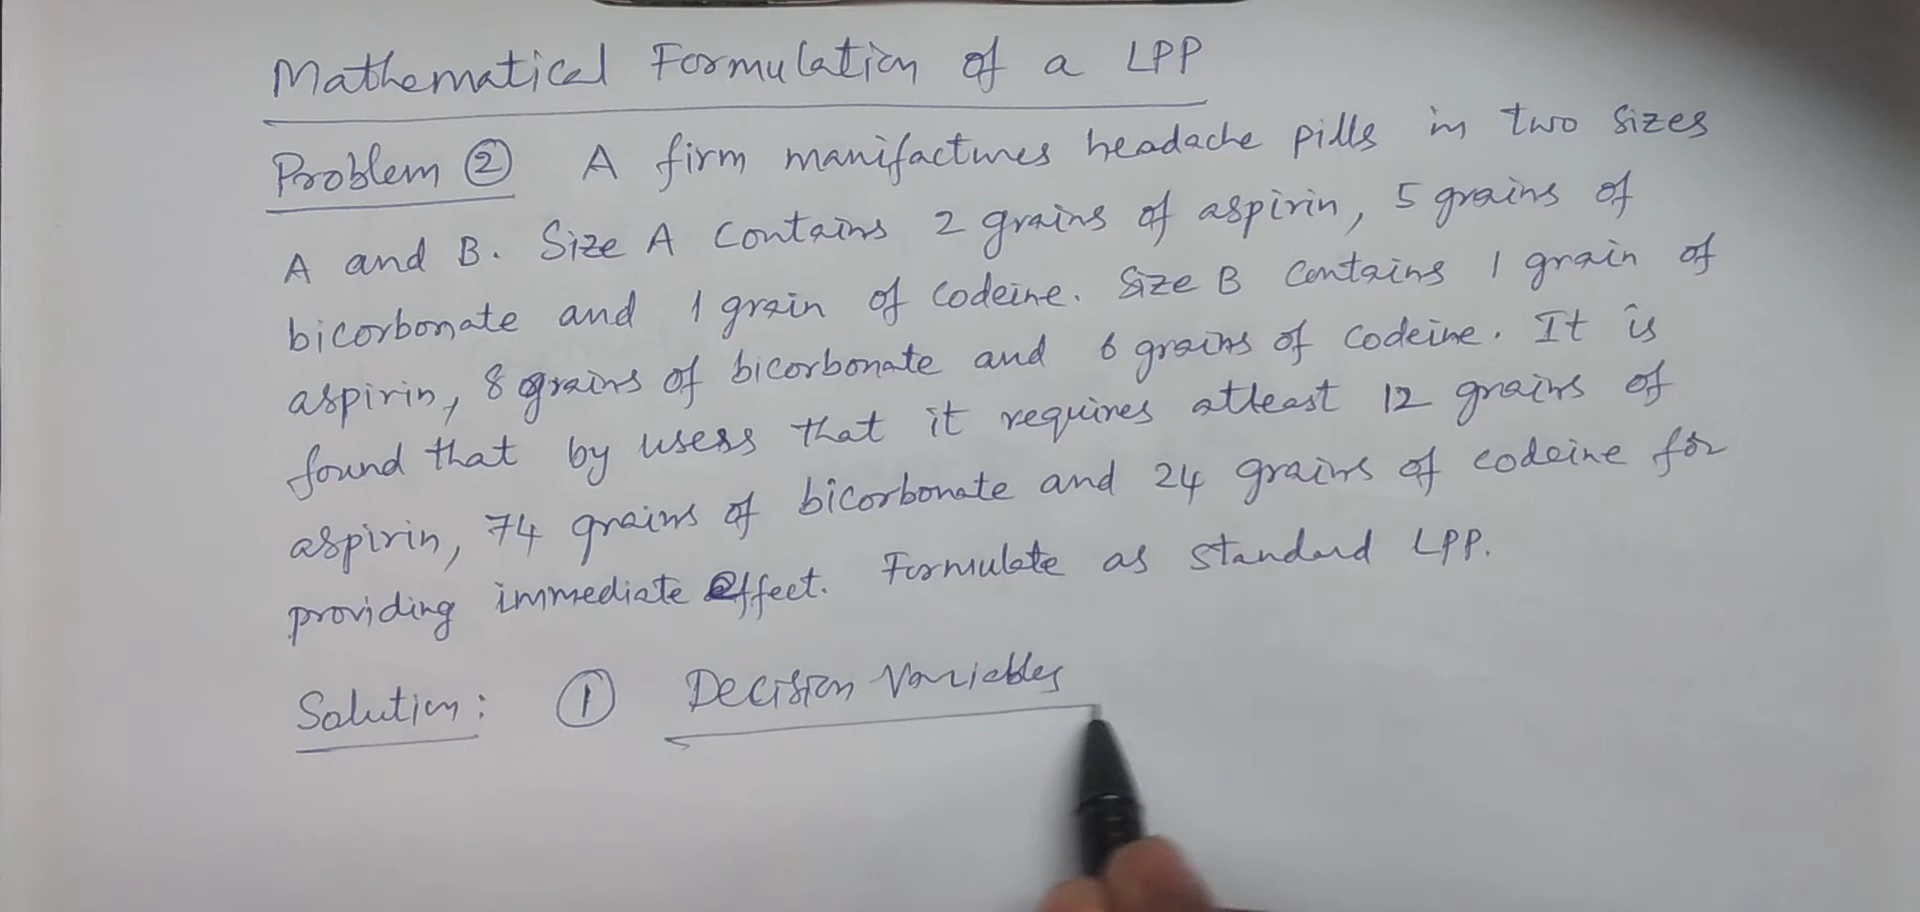 Mathematical Formulation of a LPP
Problem ② A firm manifactures headache pills in two sizes
A and B. Size A contains 2 grains of aspirin, 5 grains of
bicorbonate and 1 grain of codeine. Size B contains 1 grain of
aspirin, 8 grains of bicorbonate and 6 grains of codeine. It is
found that by usess that it requires atleast 12 grains of
aspirin, 74 grains of bicorbonate and 24 grains of codeine for
providing immediate effect. Formulate as standard LPP.
Solution: ① Decision Variables